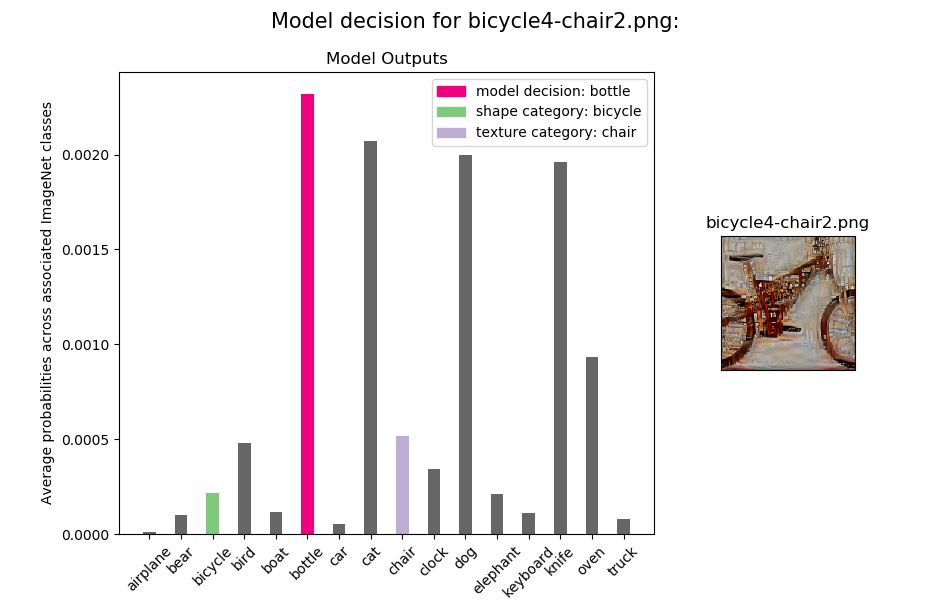 Model decision for bicycle4-chair2.png:
Model Outputs
model decision: bottle
shape category: bicycle
texture category: chair
Average probabilities across associated ImageNet classes
0.0020
0.0015
0.0010
0.0005
0.0000
airplane
bear
bicycle
bird
boat
bottle
car
cat
chair
clock
dog
elephant
keyboard
knife
oven
truck
bicycle4-chair2.png